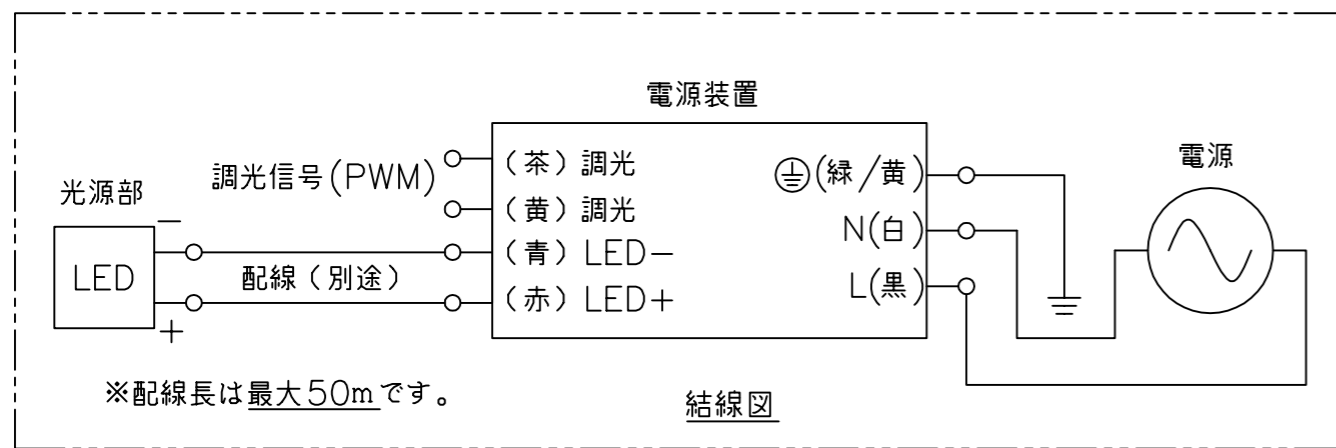 電源装置
電源
光源部
調光信号(PWM)
(茶) 調光
(黄) 調光
(青) LED−
(赤) LED+
(緑/黄)
N(白)
L(黒)
−
LED
+
配線(別途)
※配線長は最大50mです。
結線図